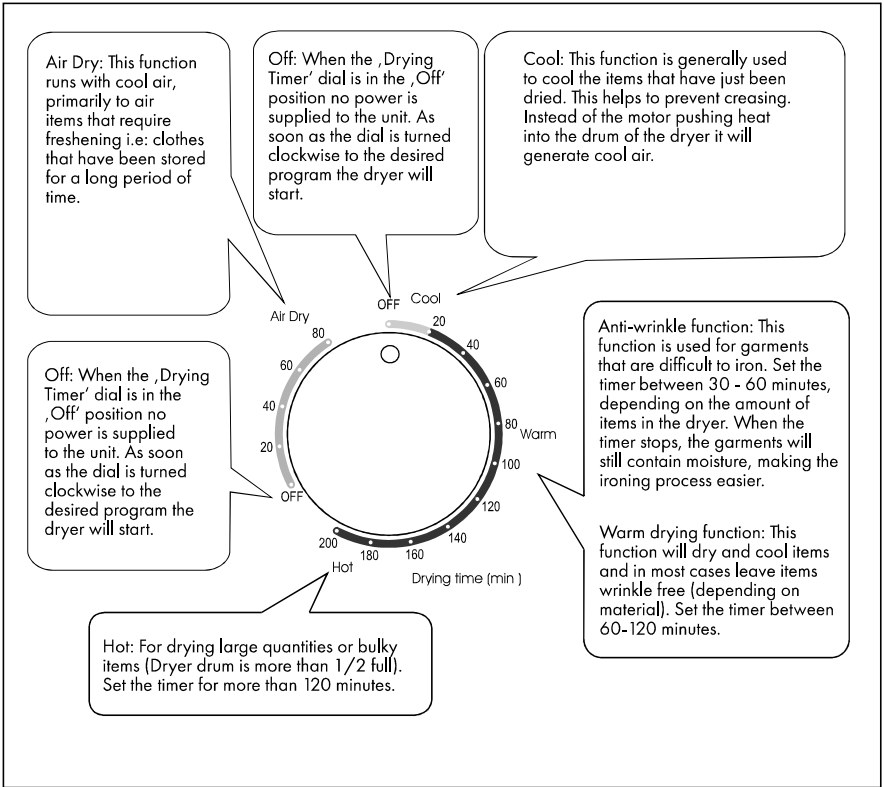 Air Dry: This function
runs with cool air,
primarily to air
items that require
freshening i.e: clothes
that have been stored
for a long period of
time.
Off: When the ‚Drying
Timer‘ dial is in the ‚Off‘
position no power is
supplied to the unit. As
soon as the dial is turned
clockwise to the desired
program the dryer will
start.
Cool: This function is generally used
to cool the items that have just been
dried. This helps to prevent creasing.
Instead of the motor pushing heat
into the drum of the dryer it will
generate cool air.
Off: When the ‚Drying
Timer‘ dial is in the
‚Off‘ position no
power is supplied
to the unit. As soon
as the dial is turned
clockwise to the
desired program the
dryer will start.
Air Dry
80
60
40
20
OFF
OFF
Cool
20
40
60
80
Warm
100
120
140
160
180
200
Hot
Drying time (min )
Anti-wrinkle function: This
function is used for garments
that are difficult to iron. Set the
timer between 30 - 60 minutes,
depending on the amount of
items in the dryer. When the
timer stops, the garments will
still contain moisture, making the
ironing process easier.
Warm drying function: This
function will dry and cool items
and in most cases leave items
wrinkle free (depending on
material). Set the timer between
60-120 minutes.
Hot: For drying large quantities or bulky
items (Dryer drum is more than 1/2 full).
Set the timer for more than 120 minutes.